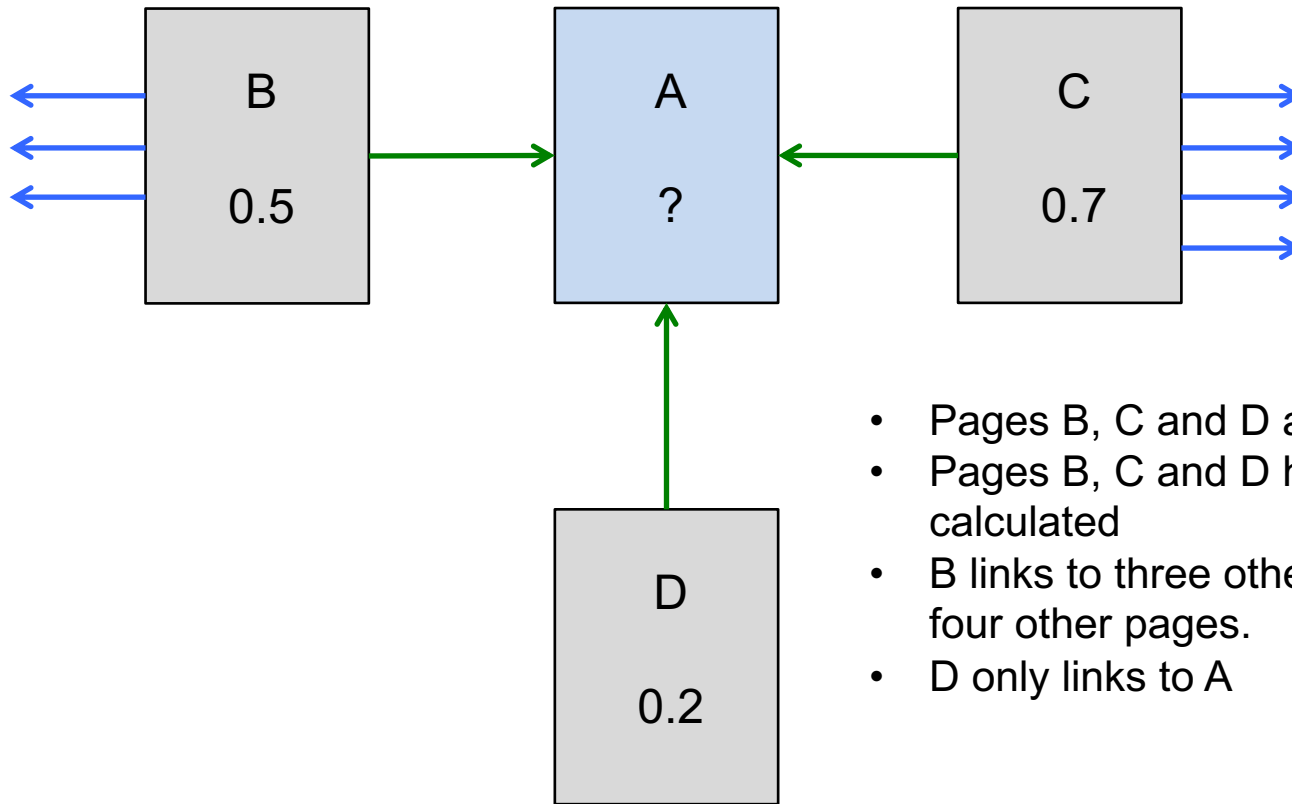 B
A
C
0.5
?
0.7
D
0.2
• Pages B, C and D
• Pages B, C and D
calculated
• B links to three
four other pages.
• D only links to A